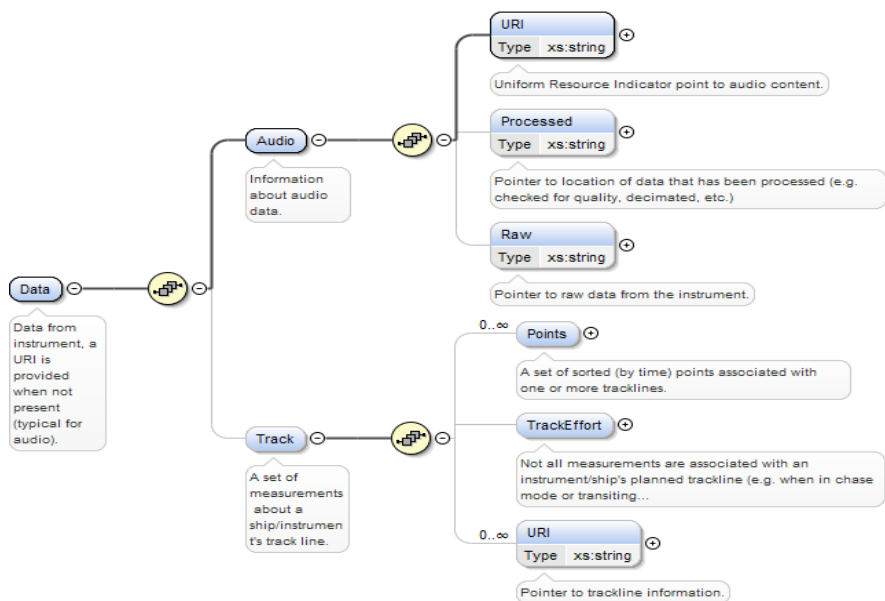 URI
Type xs:string
Uniform Resource Indicator point to audio content.
Processed
Type xs:string
Pointer to location of data that has been processed (e.g.
checked for quality, decimated, etc.)
Raw
Type xs:string
Pointer to raw data from the instrument.
Audio
Information
about audio
data.
Data
Data from
instrument, a
URI is
provided
when not
present
(typical for
audio).
Track
A set of
measurements
about a
ship/instrumen
t's track line.
0..∞
Points
A set of sorted (by time) points associated with
one or more tracklines.
TrackEffort
Not all measurements are associated with an
instrument/ship's planned trackline (e.g. when in chase
mode or transiting...
0..∞
URI
Type xs:string
Pointer to trackline information.